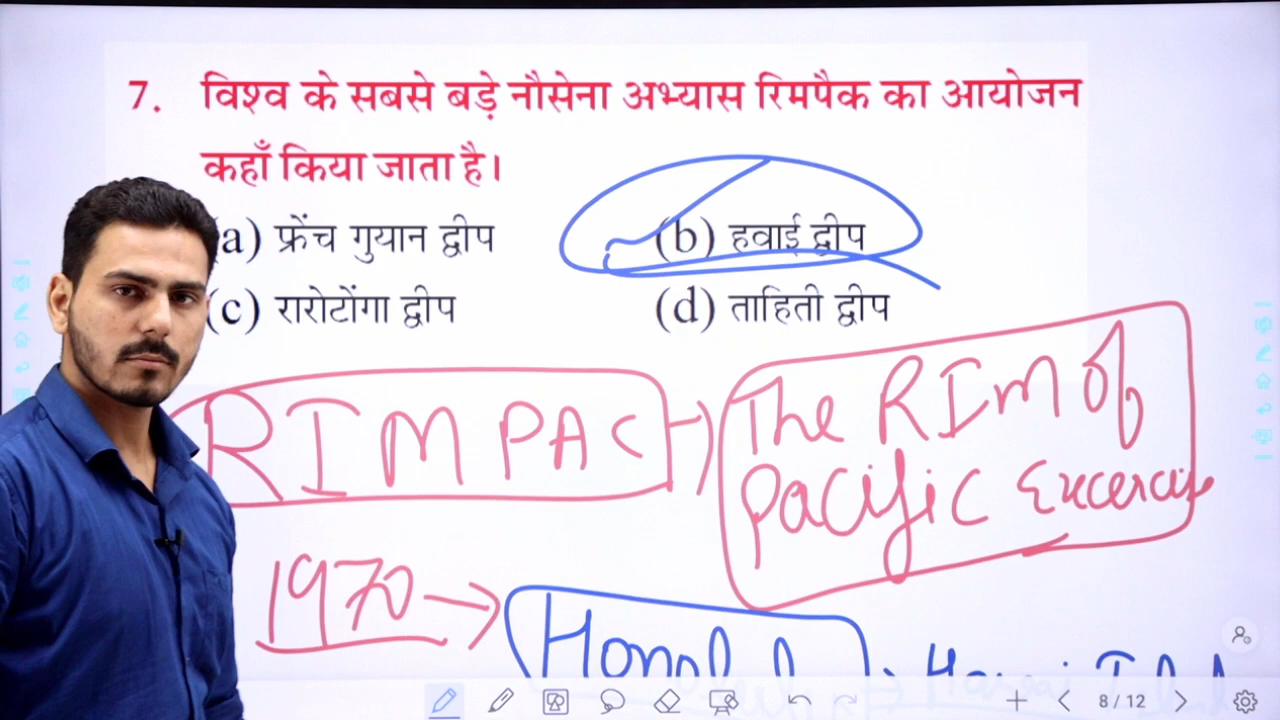 7. विश्व के सबसे बड़े नौसेना अभ्यास रिमपैक का आयोजन
कहाँ किया जाता है।
a) फ्रेंच गुयान द्वीप (b) हवाई द्वीप
(c) रारोटोंगा द्वीप (d) ताहिती द्वीप
RIMPAC The RIM of
Pacific Excercise
1970
8 / 12